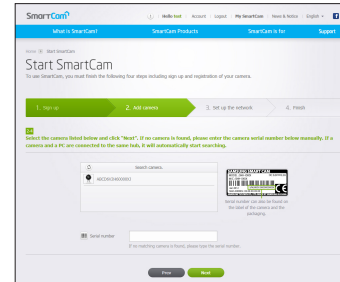 SmartCam
Hello test
Account
Logout
My SmartCam
News & Notice
English
What is SmartCam?
SmartCam Products
SmartCam is for
Support
Home
Start SmartCam
Start SmartCam
To use SmartCam, you must finish the following four steps including sign up and registration of your camera.
1. Sign up
2. Add camera
3. Set up the network
4. Finish
Select the camera listed below and click "Next". If no camera is found, please enter the camera serial number below manually. If a
camera and a PC are connected to the same hub, it will automatically start searching.
Search camera.
SAMSUNG SMART CAM
Serial number can also be found on
the label of the camera and the
packaging.
Serial number
If no matching camera is found, please type the serial number.
Prev
Next